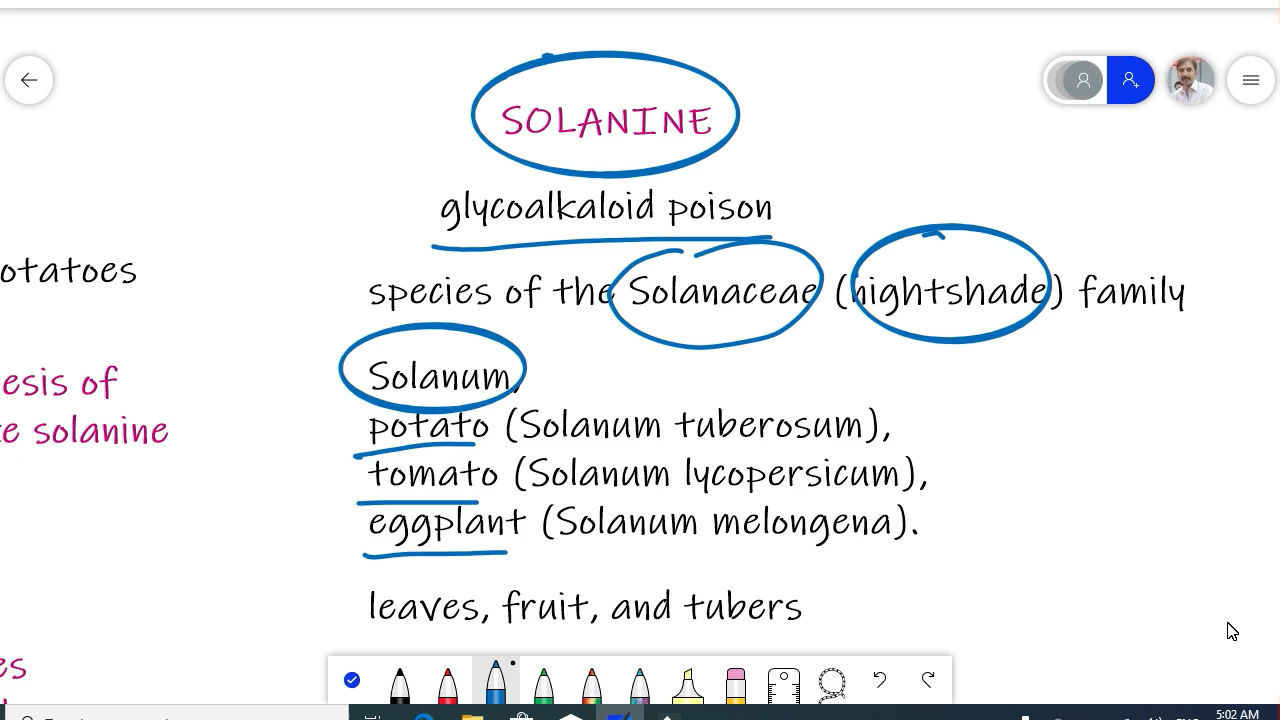 SOLANINE
glycoalkaloid poison
species of the Solanaceae (nightshade) family
Solanum,
potato (Solanum tuberosum),
tomato (Solanum lycopersicum),
eggplant (Solanum melongena).
leaves, fruit, and tubers
otatoes
esis of
solanine
es
5:02 AM